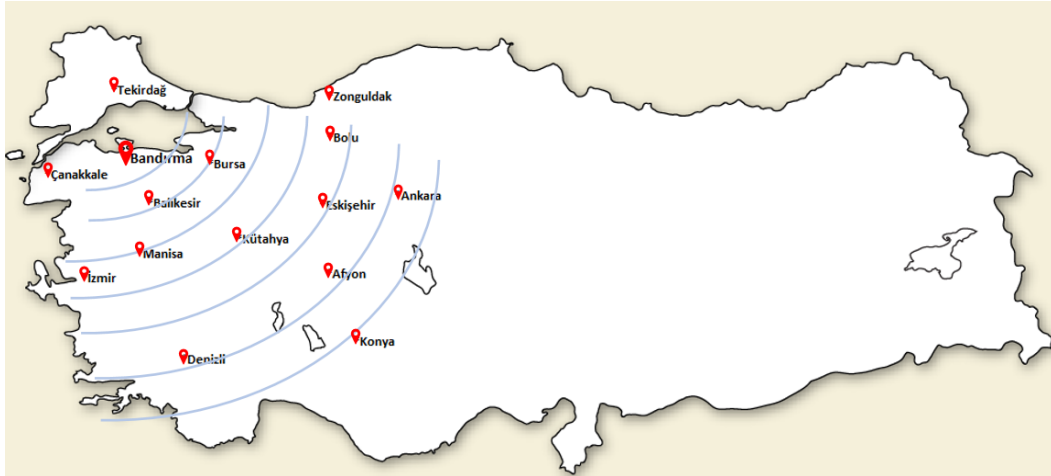 Tekirdağ
Zonguldak
Bolu
Bandırma
Bursa
Çanakkale
Balıkesir
Ankara
Eskişehir
Kütahya
Manisa
İzmir
Afyon
Konya
Denizli